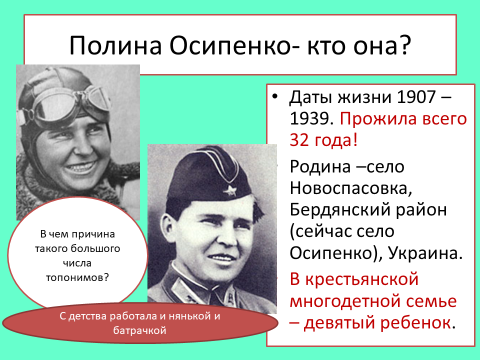 Полина Осипенко- кто она?
• Даты жизни 1907 –
1939. Прожила всего
32 года!
Родина –село
Новоспасовка,
Бердянский район
(сейчас село
Осипенко), Украина.
В крестьянской
многодетной семье
– девятый ребенок.
В чем причина
такого большого
числа
топонимов?
С детства работала и нянькой и
батрачкой